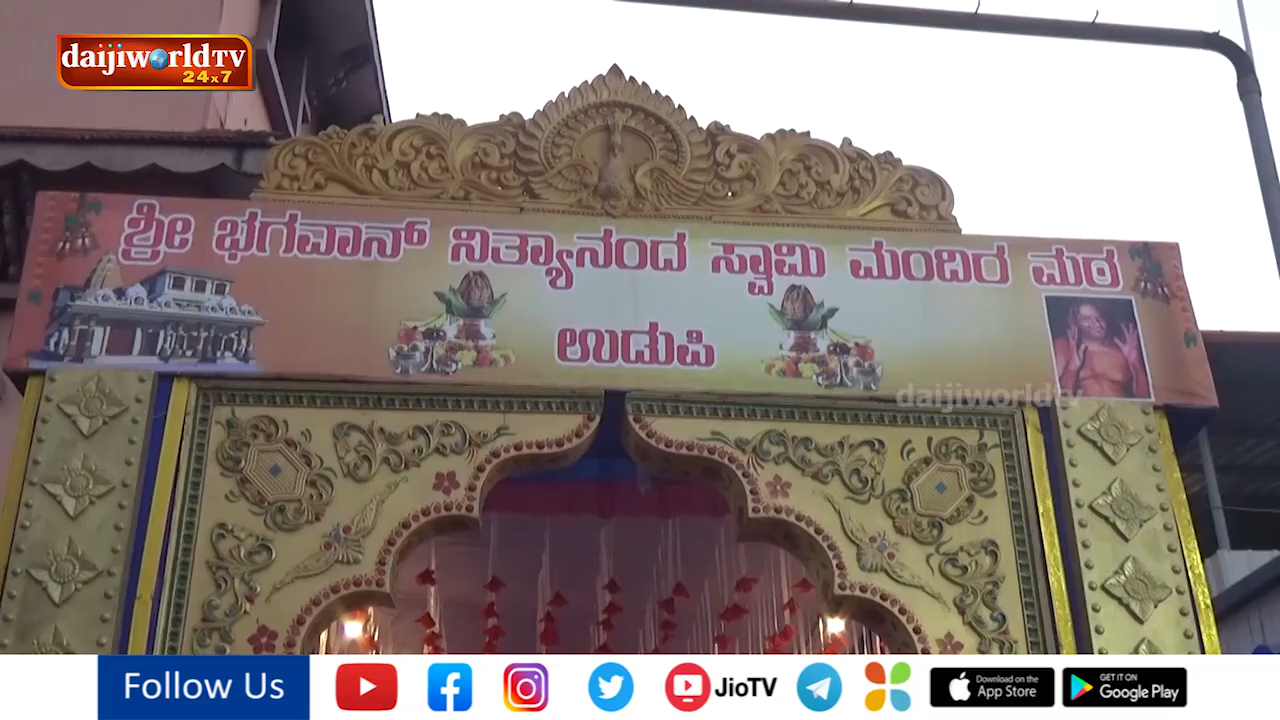 daijiworldTV
24x7
ಶ್ರೀ ಭಗವಾನ್ ನಿತ್ಯಾನಂದ ಸ್ವಾಮಿ ಮಂದಿರ ಮಠ
ಉಡುಪಿ
daijiworldtv
Follow Us
JioTV
Download on the
App Store
GET IT ON
Google Play